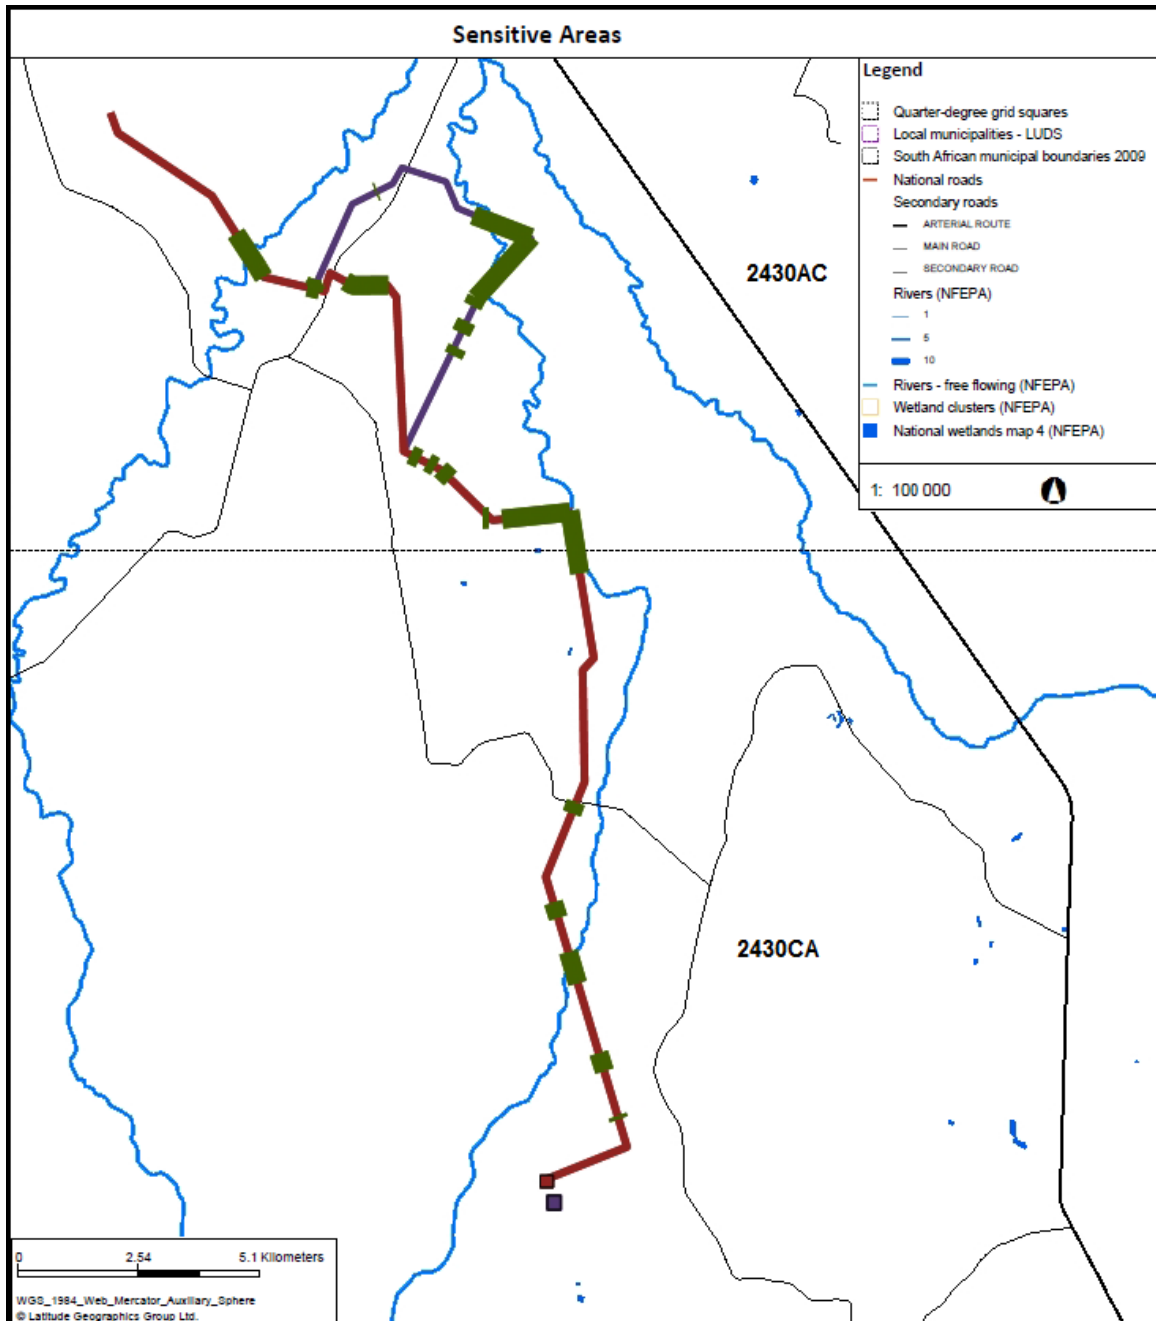 Sensitive Areas
Legend
Quarter-degree grid squares
Local municipalities - LUDS
South African municipal boundaries 2009
National roads
Secondary roads
ARTERIAL ROUTE
MAIN ROAD
SECONDARY ROAD
Rivers (NFEPA)
1
5
10
Rivers - free flowing (NFEPA)
Wetland clusters (NFEPA)
National wetlands map 4 (NFEPA)
1: 100 000
2430AC
2430CA
0 2.54 5.1 Kilometers
WGS_1984_Web_Mercator_Auxiliary_Sphere
© Latitude Geographics Group Ltd.